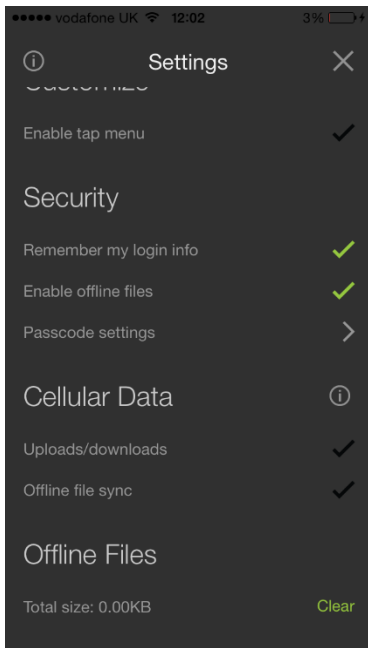 vodafone UK 12:02 3%
Settings
Customize
Enable tap menu
Security
Remember my login info
Enable offline files
Passcode settings
Cellular Data
Uploads/downloads
Offline file sync
Offline Files
Total size: 0.00KB Clear